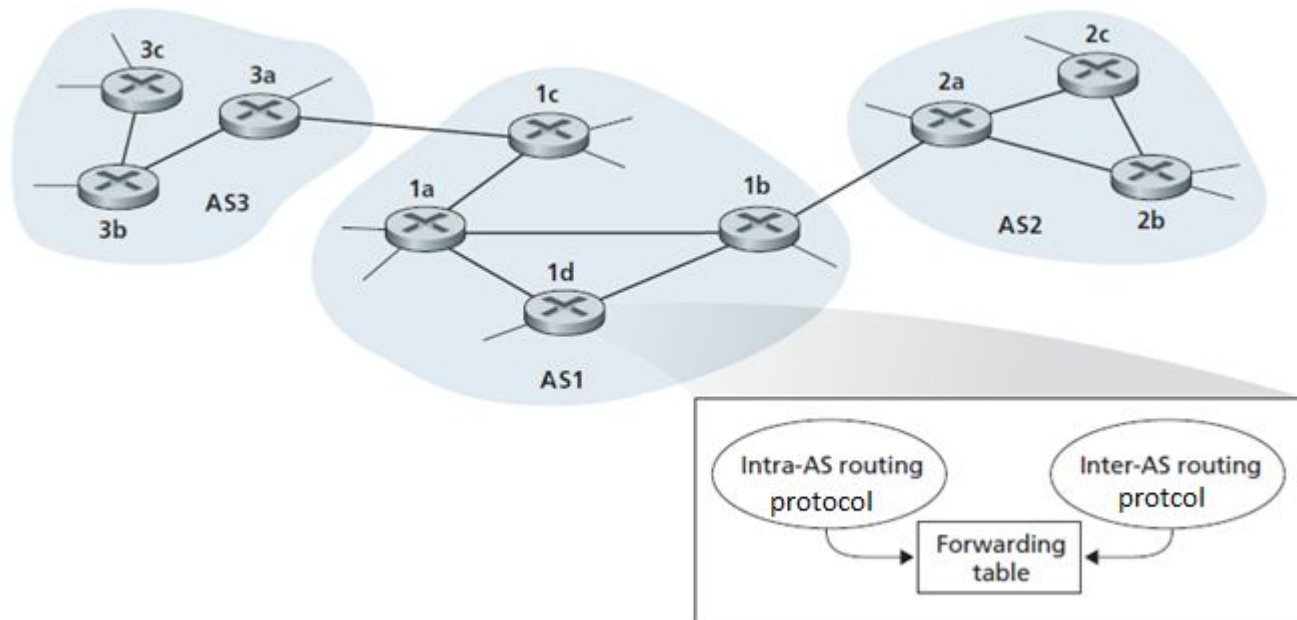 3c
3a
3b
AS3
1c
1a
1b
1d
AS1
2c
2a
2b
AS2
Intra-AS routing
protocol
Inter-AS routing
protcol
Forwarding
table